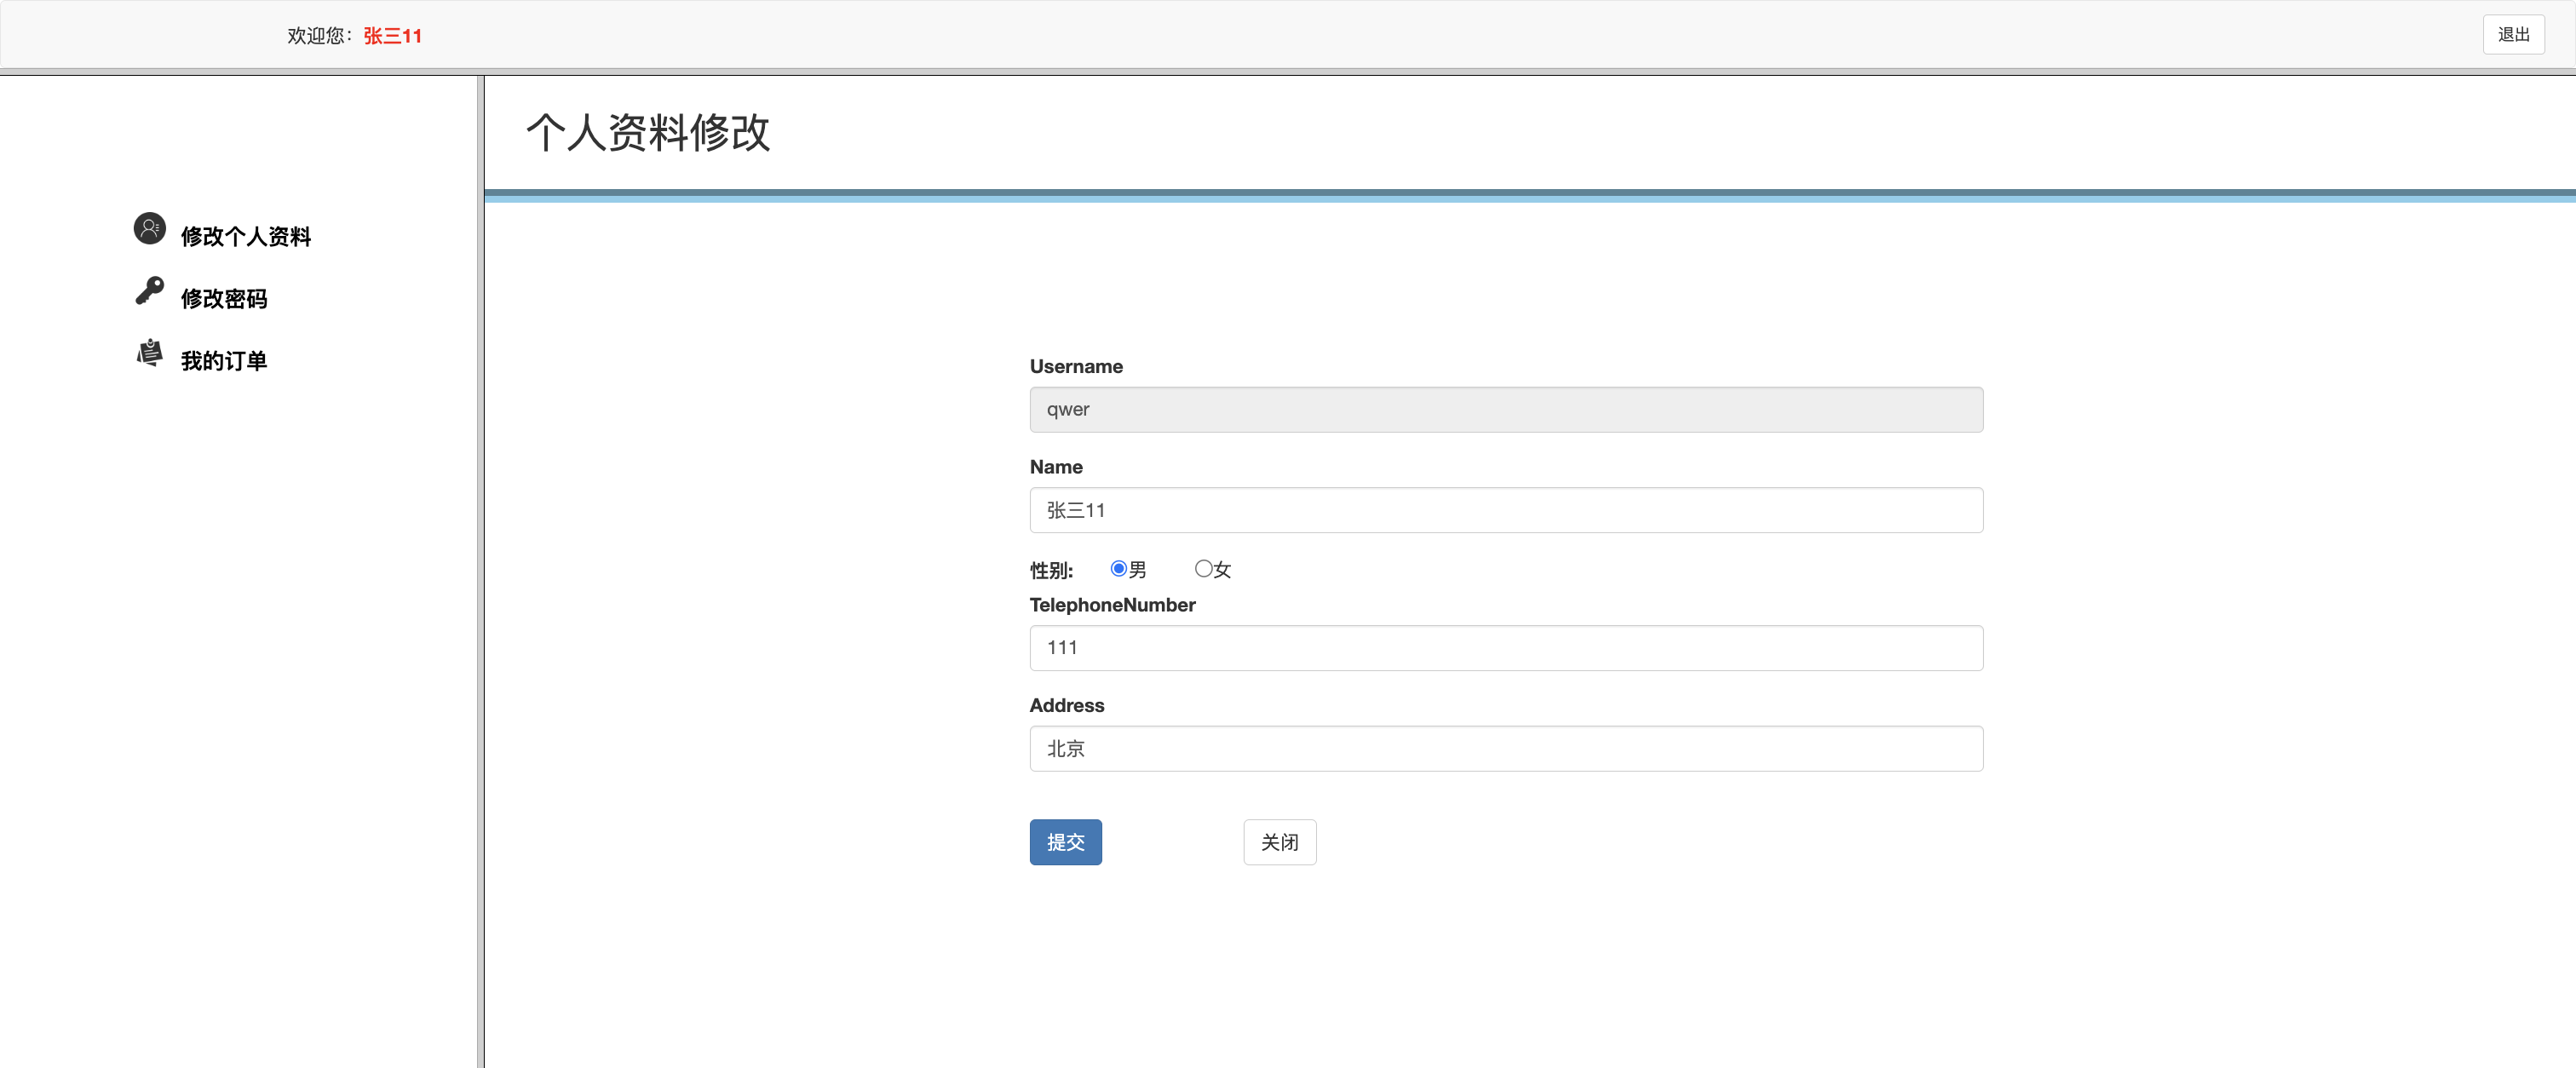 欢迎您：张三11
退出
修改个人资料
修改密码
我的订单
个人资料修改
Username
qwer
Name
张三11
性别: 男 女
TelephoneNumber
111
Address
北京
提交 关闭